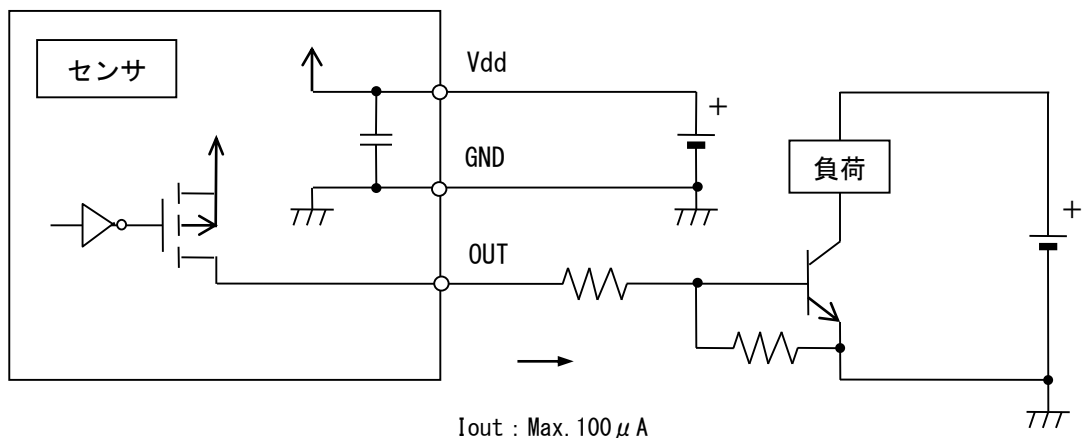 センサ
Vdd
+
GND
負荷
+
OUT
Iout : Max. 100μA